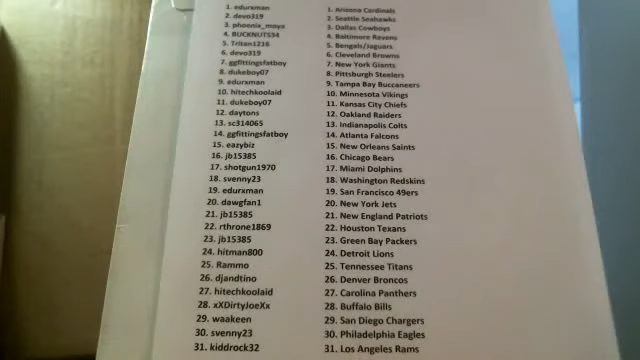 1. edurxman 1. Arizona Cardinals
2. devo319 2. Seattle Seahawks
3. phoenix_moya 3. Dallas Cowboys
4. BUCKNUTS34 4. Baltimore Ravens
5. Tritan1216 5. Bengals/Jaguars
6. devo319 6. Cleveland Browns
7. ggfittingsfatboy 7. New York Giants
8. dukeboy07 8. Pittsburgh Steelers
9. edurxman 9. Tampa Bay Buccaneers
10. hitechkoolaid 10. Minnesota Vikings
11. dukeboy07 11. Kansas City Chiefs
12. daytons 12. Oakland Raiders
13. sc314065 13. Indianapolis Colts
14. ggfittingsfatboy 14. Atlanta Falcons
15. eazybiz 15. New Orleans Saints
16. jb15385 16. Chicago Bears
17. shotgun1970 17. Miami Dolphins
18. svenny23 18. Washington Redskins
19. edurxman 19. San Francisco 49ers
20. dawgfan1 20. New York Jets
21. jb15385 21. New England Patriots
22. rthrone1869 22. Houston Texans
23. jb15385 23. Green Bay Packers
24. hitman800 24. Detroit Lions
25. Rammo 25. Tennessee Titans
26. djandtino 26. Denver Broncos
27. hitechkoolaid 27. Carolina Panthers
28. xXDirtyJoeXx 28. Buffalo Bills
29. waakeen 29. San Diego Chargers
30. svenny23 30. Philadelphia Eagles
31. kiddrock32 31. Los Angeles Rams